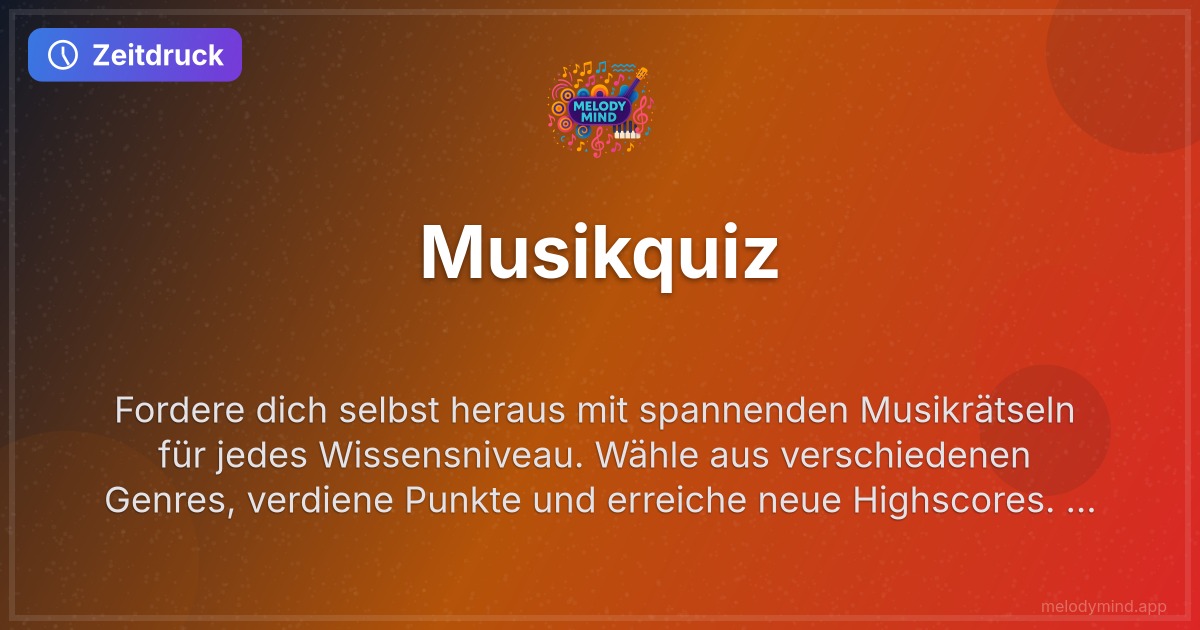 Zeitdruck
MELODY
MIND
Musikquiz
Fordere dich selbst heraus mit spannenden Musikrätseln
für jedes Wissensniveau. Wähle aus verschiedenen
Genres, verdiene Punkte und erreiche neue Highscores. ...
melodymind.app